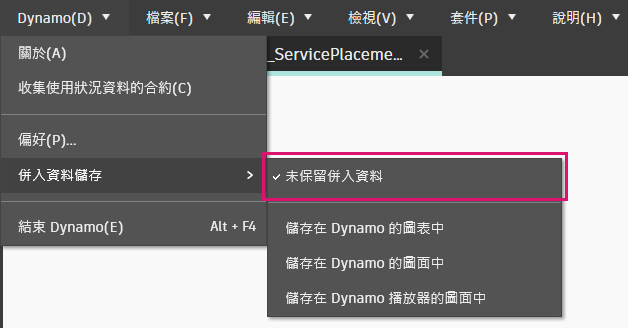 Dynamo(D) 檔案(F) 編輯(E) 檢視(V) 套件(P) 說明(H)
關於(A)
_ServicePlaceme...
收集使用狀況資料的合約(C)
偏好(P)...
併入資料儲存
未保留併入資料
結束 Dynamo(E) Alt + F4
儲存在 Dynamo 的圖表中
儲存在 Dynamo 的圖面中
儲存在 Dynamo 播放器的圖面中